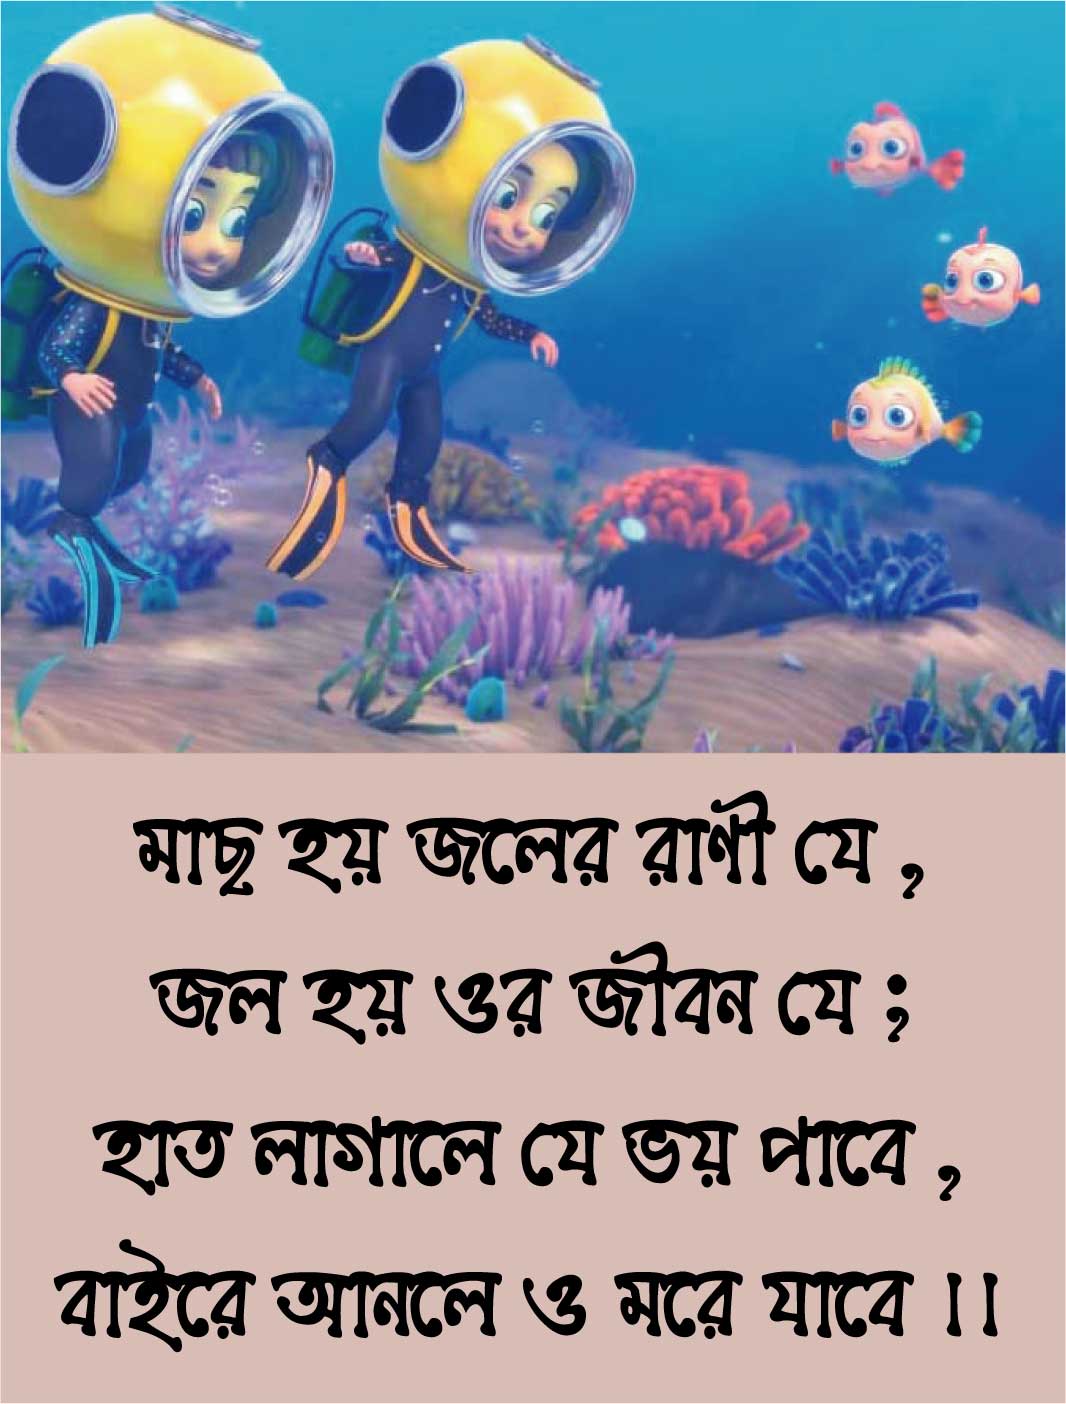 মাছ হয় জলের রাণী যে ,
জল হয় ওর জীবন যে ;
হাত লাগালে যে ভয় পাবে ,
বাইরে আনলে ও মরে যাবে ।।